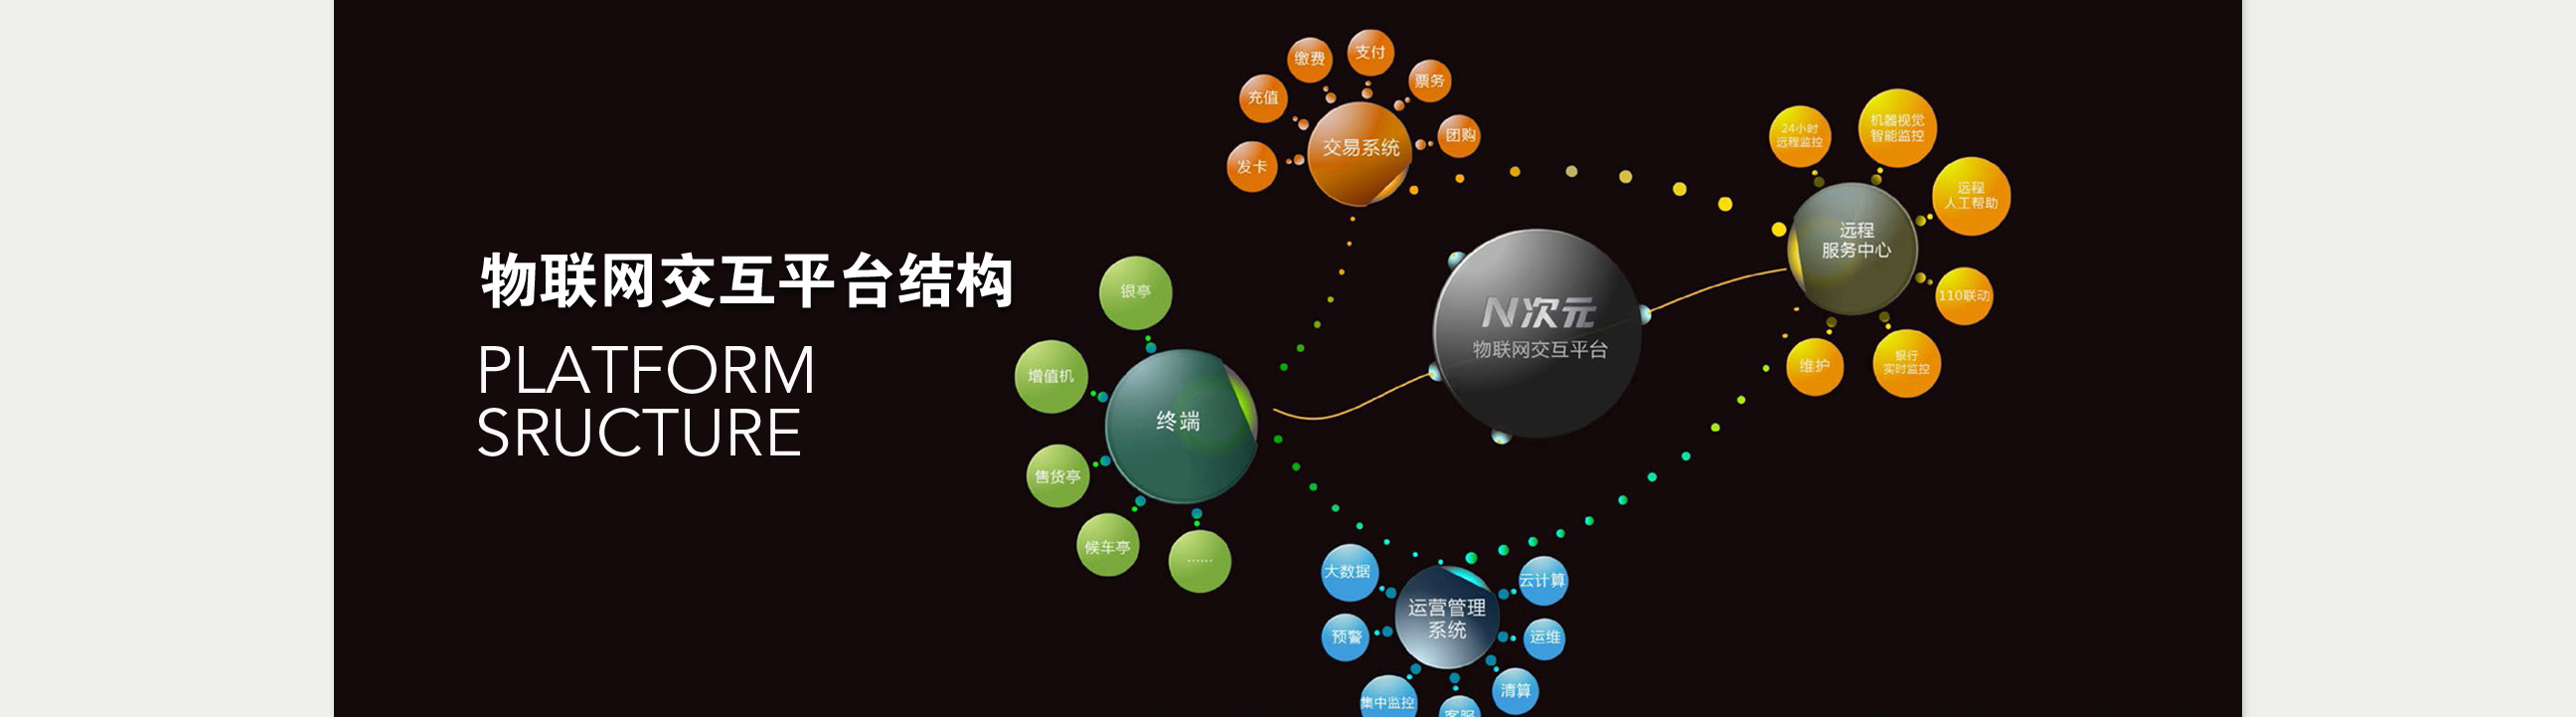 物联网交互平台结构
PLATFORM
SRUCTURE
缴费
支付
票务
充值
团购
发卡
交易系统
24小时
远程监控
机器视觉
智能监控
远程
人工帮助
远程
服务中心
110联动
维护
银行
实时监控
N次元
物联网交互平台
银亭
增值机
终端
售货亭
候车亭
······
大数据
云计算
运营管理
系统
预警
运维
清算
集中监控
客服